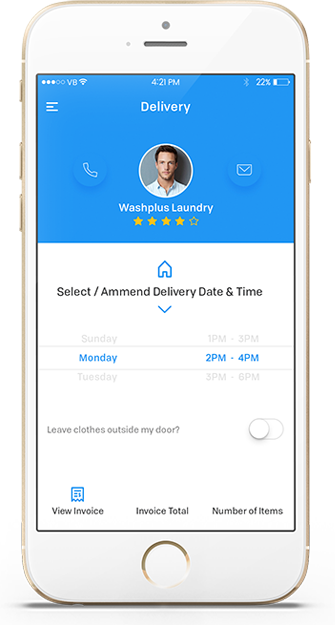 VB 4:21 PM 22%
Delivery
Washplus Laundry
Select / Ammend Delivery Date & Time
Sunday 1PM - 3PM
Monday 2PM - 4PM
Tuesday 3PM - 6PM
Leave clothes outside my door?
View Invoice Invoice Total Number of Items